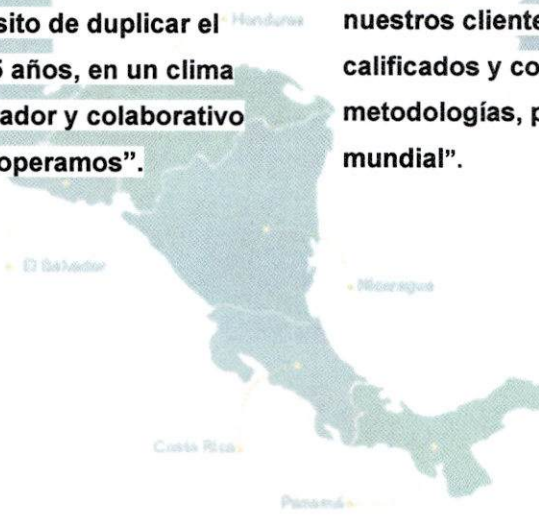 sito de duplicar el
5 años, en un clima
ador y colaborativo
operamos”.
nuestros cliente
calificados y co
metodologías, p
mundial”.
Honduras
El Salvador
Nicaragua
Costa Rica
Panamá